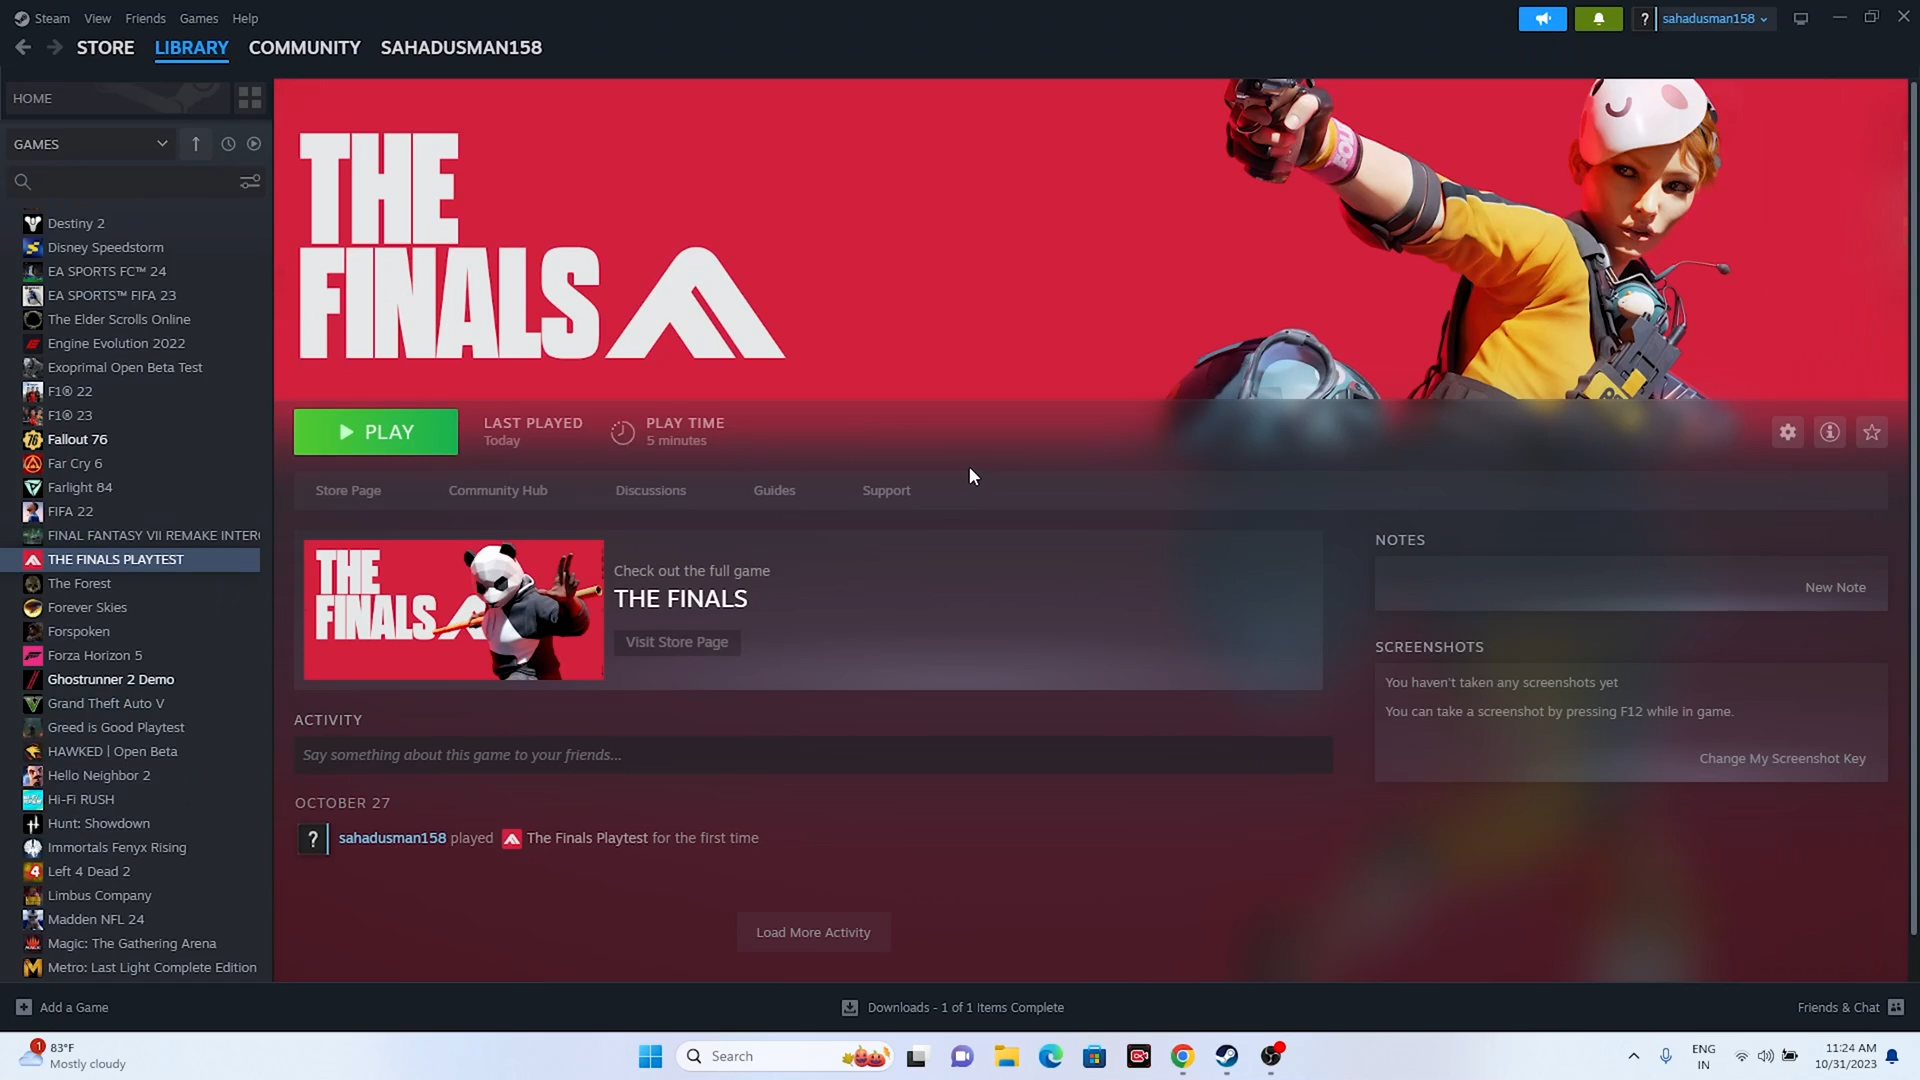 Steam View Friends Games Help
sahadusman158
STORE LIBRARY COMMUNITY SAHADUSMAN158
HOME
GAMES
Destiny 2
Disney Speedstorm
EA SPORTS FC™ 24
EA SPORTS™ FIFA 23
The Elder Scrolls Online
Engine Evolution 2022
Exoprimal Open Beta Test
F1® 22
F1® 23
Fallout 76
Far Cry 6
Farlight 84
FIFA 22
FINAL FANTASY VII REMAKE INTER
THE FINALS PLAYTEST
The Forest
Forever Skies
Forspoken
Forza Horizon 5
Ghostrunner 2 Demo
Grand Theft Auto V
Greed is Good Playtest
HAWKED | Open Beta
Hello Neighbor 2
Hi-Fi RUSH
Hunt: Showdown
Immortals Fenyx Rising
Left 4 Dead 2
Limbus Company
Madden NFL 24
Magic: The Gathering Arena
Metro: Last Light Complete Edition
THE
FINALS
PLAY
LAST PLAYED
Today
PLAY TIME
5 minutes
Store Page Community Hub Discussions Guides Support
THE
FINALS
Check out the full game
THE FINALS
Visit Store Page
NOTES
New Note
SCREENSHOTS
You haven't taken any screenshots yet
You can take a screenshot by pressing F12 while in game.
Change My Screenshot Key
ACTIVITY
Say something about this game to your friends...
OCTOBER 27
sahadusman158 played The Finals Playtest for the first time
Load More Activity
Add a Game
Downloads - 1 of 1 Items Complete
Friends & Chat
1
83°F
Mostly cloudy
Search
ENG
IN
11:24 AM
10/31/2023